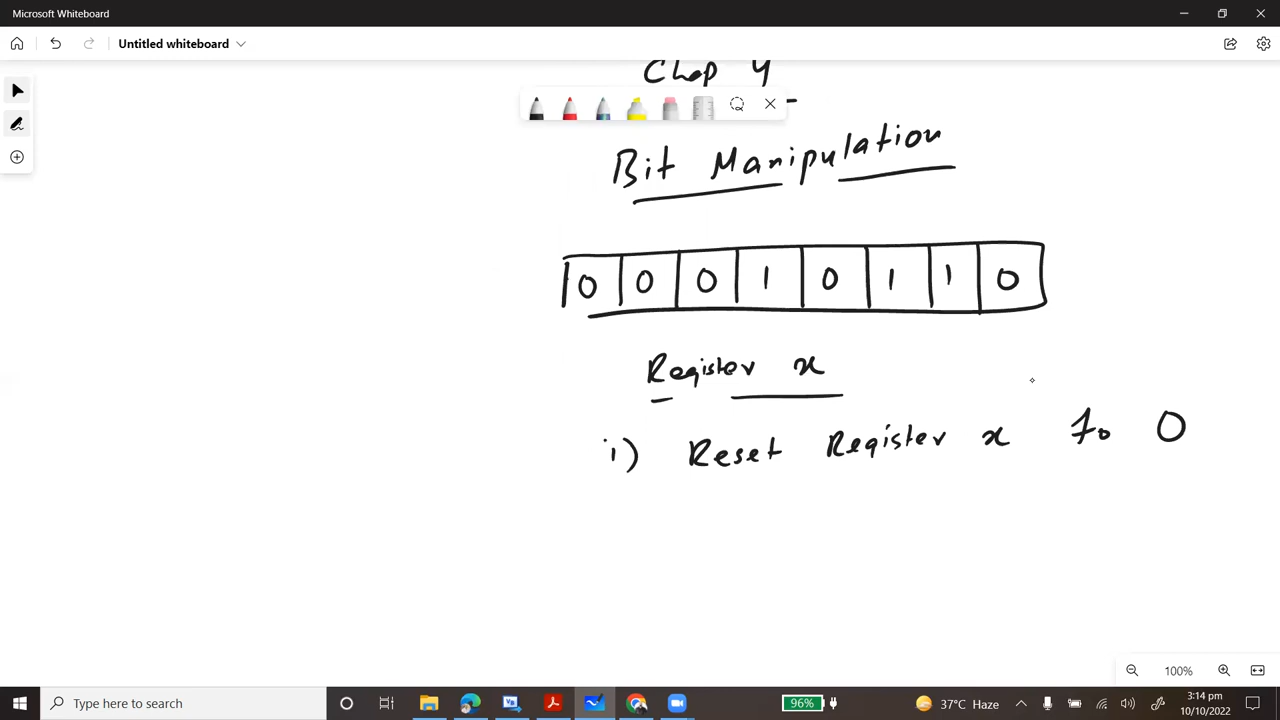 Microsoft Whiteboard
Untitled whiteboard
Chap 4
Bit Manipulation
0 0 0 1 0 1 1 0
Register x
i) Reset Register x to 0
100%
Type here to search
96%
37°C Haze
3:14 pm
10/10/2022